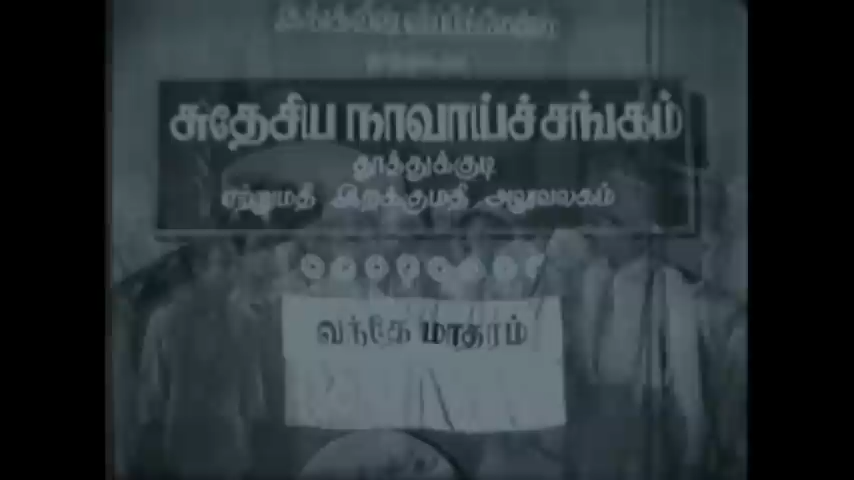 சுதேசிய நாவாய்ச்சங்கம்
தூத்துக்குடி
ஏற்றுமதி இறக்குமதி அலுவலகம்
வந்தே மாதரம்